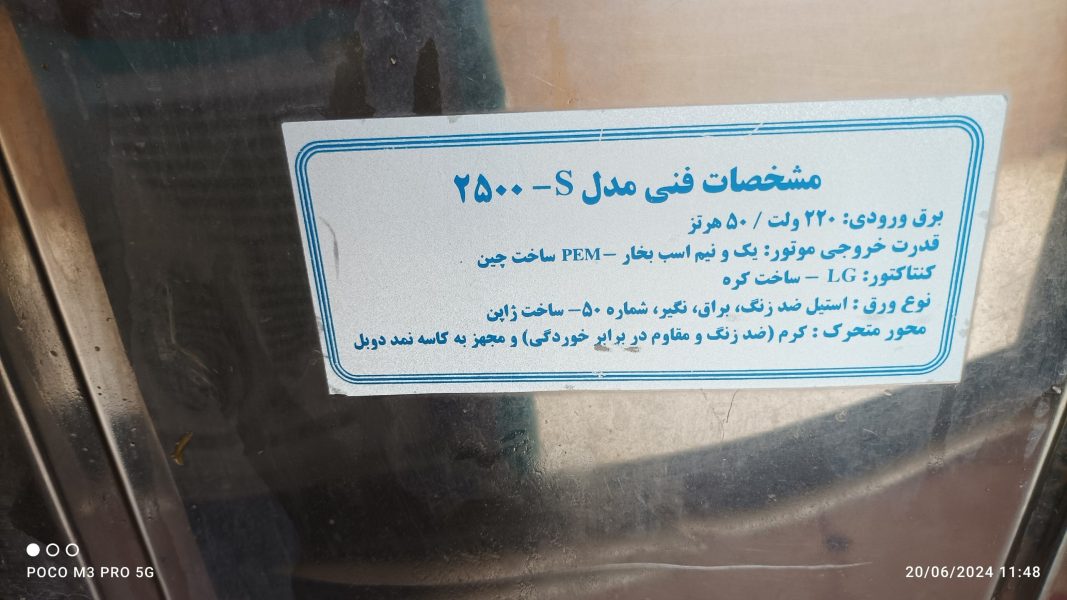 مشخصات فنی مدل S - ۲۵۰۰
برق ورودی: ۲۲۰ ولت / ۵۰ هرتز
قدرت خروجی موتور: یک و نیم اسب بخار – PEM ساخت چین
کنتاکتور: LG – ساخت کره
نوع ورق : استیل ضد زنگ، براق، نگیر، شماره ۵۰– ساخت ژاپن
محور متحرک : کرم (ضد زنگ و مقاوم در برابر خوردگی) و مجهز به کاسه نمد دوبل
POCO M3 PRO 5G
20/06/2024 11:48